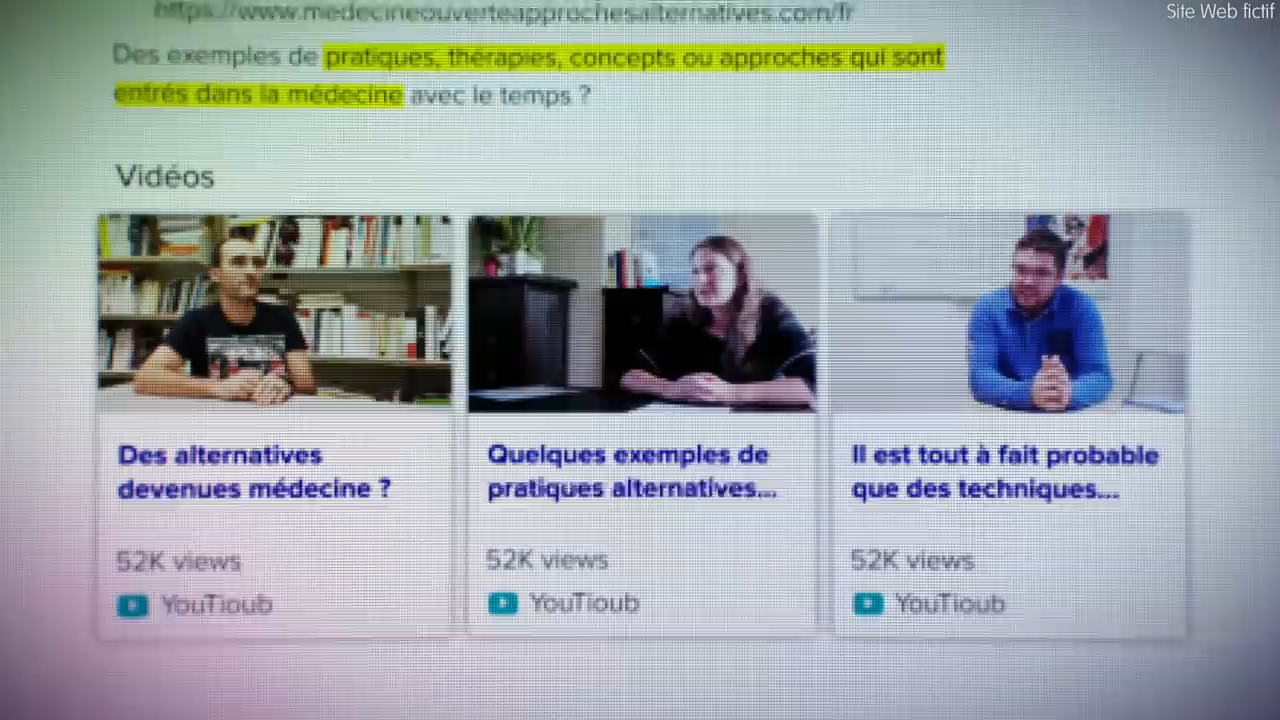 Site Web fictif
https://www.medecineouverteapprochesalternatives.com/fr
Des exemples de pratiques, thérapies, concepts ou approches qui sont
entrés dans la médecine avec le temps ?
Vidéos
Des alternatives
devenues médecine ?
52K views
YouTioub
Quelques exemples de
pratiques alternatives...
52K views
YouTioub
Il est tout à fait probable
que des techniques...
52K views
YouTioub